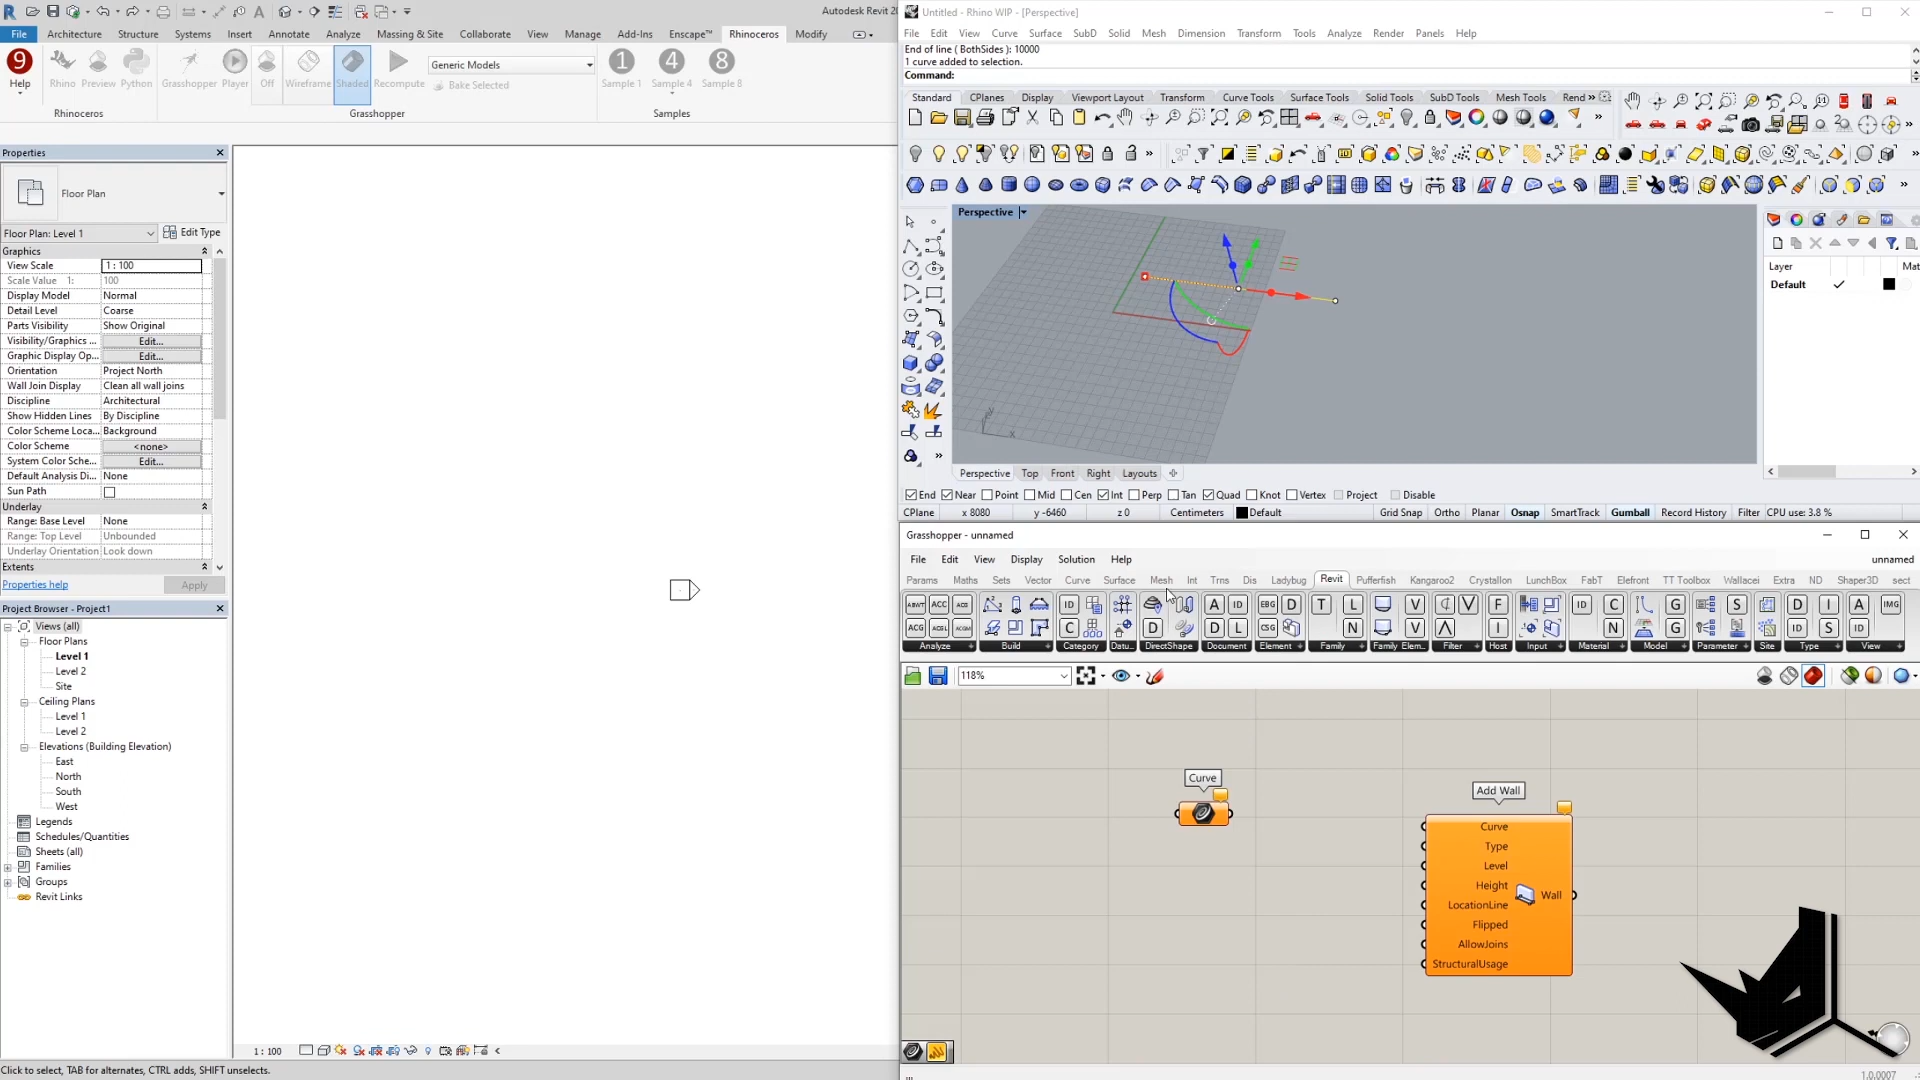 Autodesk Revit 20
File Architecture Structure Systems Insert Annotate Analyze Massing & Site Collaborate View Manage Add-Ins Enscape™ Rhinoceros Modify
9
Help Rhino Preview Python Grasshopper Player Off Wireframe Shaded Recompute
Generic Models
Bake Selected
1 4 8
Sample 1 Sample 4 Sample 8
Rhinoceros Grasshopper Samples
Properties
Floor Plan
Floor Plan: Level 1 Edit Type
Graphics
View Scale 1 : 100
Scale Value 1: 100
Display Model Normal
Detail Level Coarse
Parts Visibility Show Original
Visibility/Graphics ... Edit...
Graphic Display Op... Edit...
Orientation Project North
Wall Join Display Clean all wall joins
Discipline Architectural
Show Hidden Lines By Discipline
Color Scheme Loca... Background
Color Scheme <none>
System Color Sche... Edit...
Default Analysis Di... None
Sun Path
Underlay
Range: Base Level None
Range: Top Level Unbounded
Underlay Orientation Look down
Extents
Properties help Apply
Project Browser - Project1
Views (all)
Floor Plans
Level 1
Level 2
Site
Ceiling Plans
Level 1
Level 2
Elevations (Building Elevation)
East
North
South
West
Legends
Schedules/Quantities
Sheets (all)
Families
Groups
Revit Links
1 : 100
Click to select, TAB for alternates, CTRL adds, SHIFT unselects.
Untitled - Rhino WIP - [Perspective]
File Edit View Curve Surface SubD Solid Mesh Dimension Transform Tools Analyze Render Panels Help
End of line ( BothSides ): 10000
1 curve added to selection.
Command:
Standard CPlanes Display Viewport Layout Transform Curve Tools Surface Tools Solid Tools SubD Tools Mesh Tools Rend »
Perspective
x
Layer Mat
Default
Perspective Top Front Right Layouts
End Near Point Mid Cen Int Perp Tan Quad Knot Vertex Project Disable
CPlane x 8080 y -6460 z 0 Centimeters Default Grid Snap Ortho Planar Osnap SmartTrack Gumball Record History Filter CPU use: 3.8 %
Grasshopper - unnamed
File Edit View Display Solution Help unnamed
Params Maths Sets Vector Curve Surface Mesh Int Trns Dis Ladybug Revit Pufferfish Kangaroo2 Crystallon LunchBox FabT Elefront TT Toolbox Wallacei Extra ND Shaper3D sect
Analyze Build Category Datu... DirectShape Document Element Family Family Elem... Filter Host Input Material Model Parameter Site Type View
118%
Curve
Add Wall
Curve
Type
Level
Height
LocationLine
Flipped
AllowJoins
StructuralUsage
Wall
1.0.0007